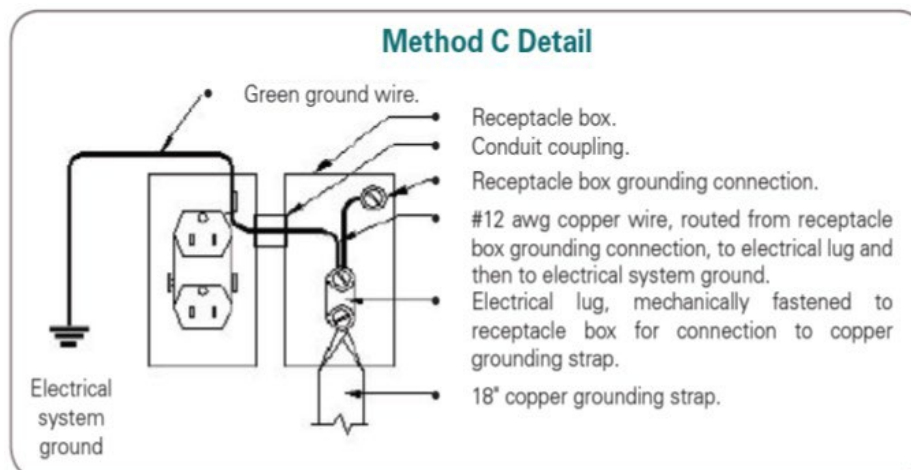 Method C Detail
Green ground wire.
Receptacle box.
Conduit coupling.
Receptacle box grounding connection.
#12 awg copper wire, routed from receptacle
box grounding connection, to electrical lug and
then to electrical system ground.
Electrical lug, mechanically fastened to
receptacle box for connection to copper
grounding strap.
18" copper grounding strap.
Electrical
system
ground